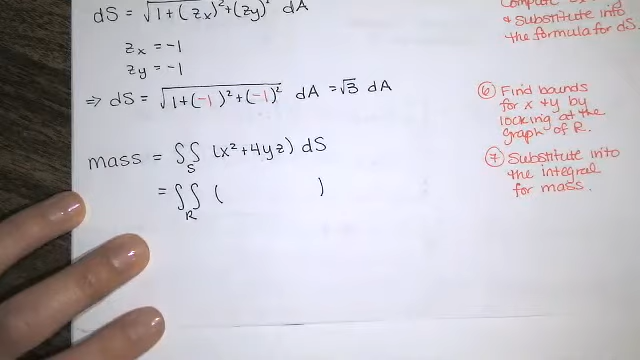 dS = √1+(zx)²+(zy)² dA
zx = -1
zy = -1
⇒ dS = √1+(-1)²+(-1)² dA = √3 dA
mass = ∫∫S (x²+4yz) dS
= ∫∫R ( )
& substitute into
the formula for dS.
⑥ Find bounds
for x + y by
looking at the
graph of R.
⑦ Substitute into
the integral
for mass.